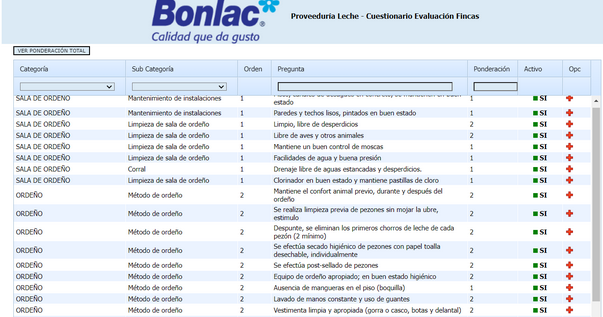 Bonlac
Calidad que da gusto
Proveeduria Leche - Cuestionario Evaluación Fincas
VER PONDERACIÓN TOTAL
Categoría Sub Categoría Orden Pregunta Ponderación Activo Opc
SALA DE ORDEÑO Mantenimiento de instalaciones 1 estado 1 SI
SALA DE ORDEÑO Mantenimiento de instalaciones 1 Paredes y techos lisos, pintados en buen estado 1 SI
SALA DE ORDEÑO Limpieza de sala de ordeño 1 Limpio, libre de desperdicios 2 SI
SALA DE ORDEÑO Limpieza de sala de ordeño 1 Libre de aves y otros animales 2 SI
SALA DE ORDEÑO Limpieza de sala de ordeño 1 Mantiene un buen control de moscas 1 SI
SALA DE ORDEÑO Limpieza de sala de ordeño 1 Facilidades de agua y buena presión 1 SI
SALA DE ORDEÑO Corral 1 Drenaje libre de aguas estancadas y desperdicios. 1 SI
SALA DE ORDEÑO Limpieza de sala de ordeño 1 Clorinador en buen estado y mantiene pastillas de cloro 1 SI
ORDEÑO Método de ordeño 2 Mantiene el confort animal previo, durante y después del
ordeño 2 SI
ORDEÑO Método de ordeño 2 Se realiza limpieza previa de pezones sin mojar la ubre,
estimulo 2 SI
ORDEÑO Método de ordeño 2 Despunte, se eliminan los primeros chorros de leche de cada
pezón (2 mínimo) 2 SI
ORDEÑO Método de ordeño 2 Se efectúa secado higiénico de pezones con papel toalla
desechable, individualmente 2 SI
ORDEÑO Método de ordeño 2 Se efectúa post-sellado de pezones 2 SI
ORDEÑO Método de ordeño 2 Equipo de ordeño apropiado; en buen estado higiénico 2 SI
ORDEÑO Método de ordeño 2 Ausencia de mangueras en el piso (boquilla) 1 SI
ORDEÑO Método de ordeño 2 Lavado de manos constante y uso de guantes 2 SI
ORDEÑO Método de ordeño 2 Vestimenta limpia y apropiada (gorra o casco, botas y delantal) 2 SI